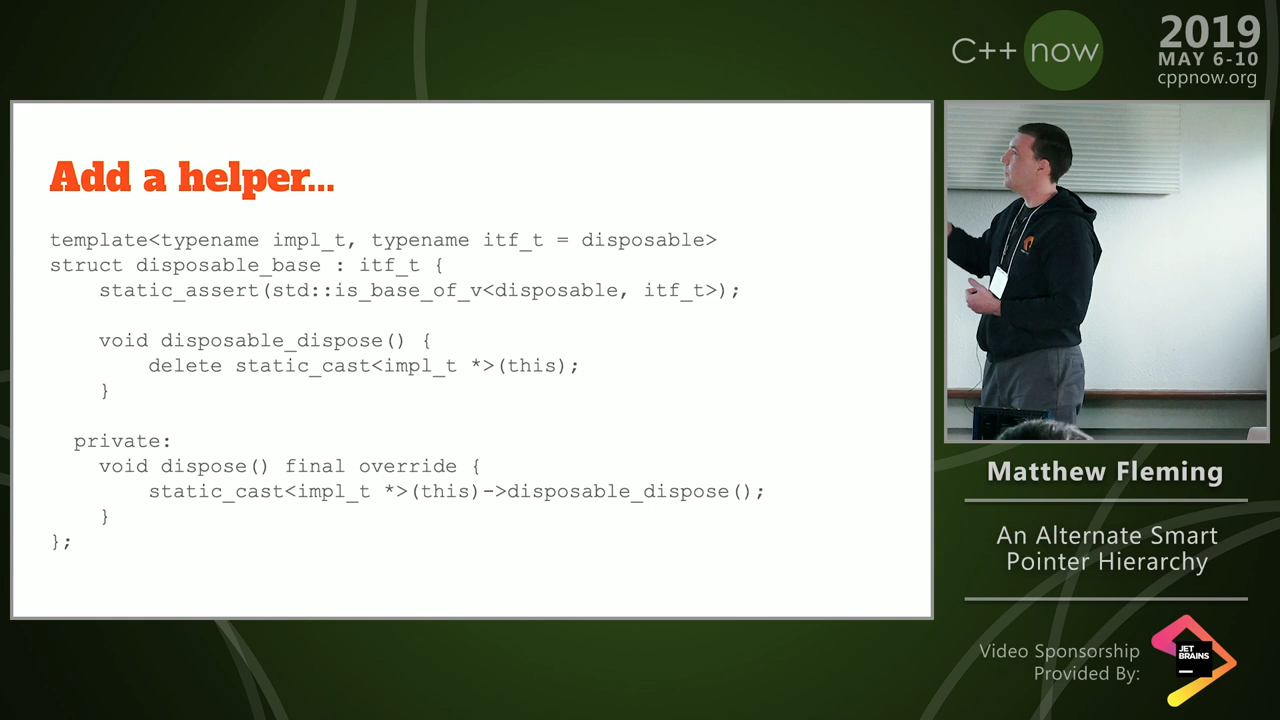 C++ now
2019
MAY 6-10
cppnow.org
Add a helper...
template<typename impl_t, typename itf_t = disposable>
struct disposable_base : itf_t {
    static_assert(std::is_base_of_v<disposable, itf_t>);
    void disposable_dispose() {
        delete static_cast<impl_t *>(this);
    }
  private:
    void dispose() final override {
        static_cast<impl_t *>(this)->disposable_dispose();
    }
};
Matthew Fleming
An Alternate Smart
Pointer Hierarchy
Video Sponsorship
Provided By:
JET
BRAINS